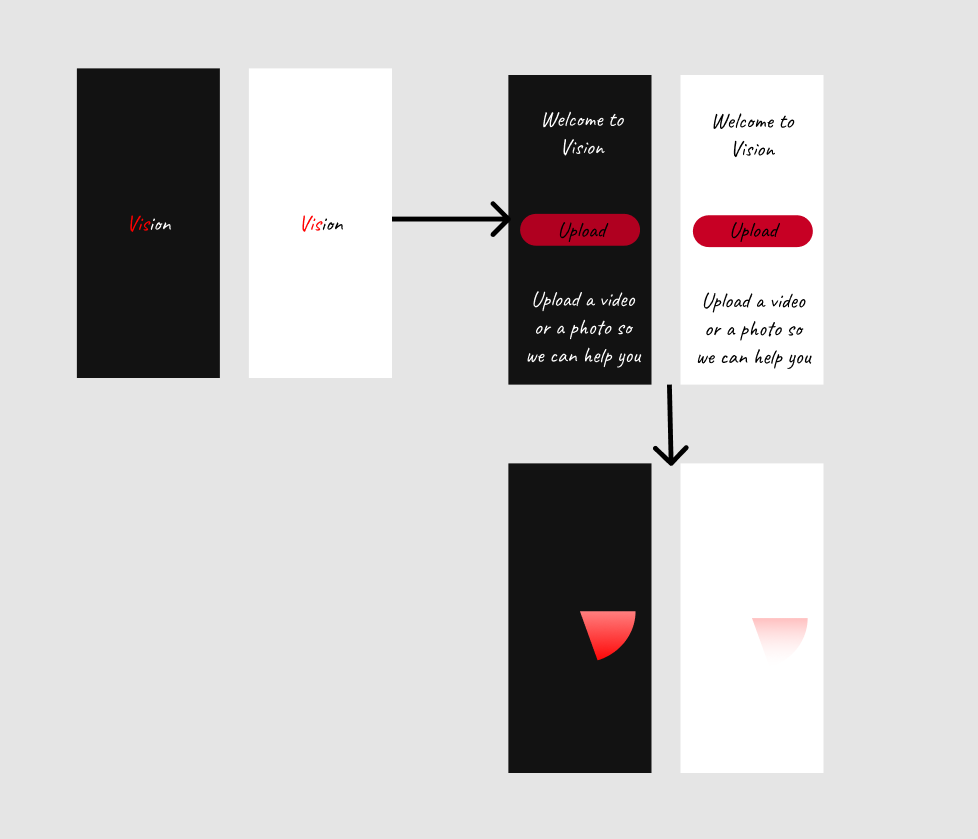 Vision
Vision
Welcome to
Vision
Upload
Upload a video
or a photo so
we can help you
Welcome to
Vision
Upload
Upload a video
or a photo so
we can help you